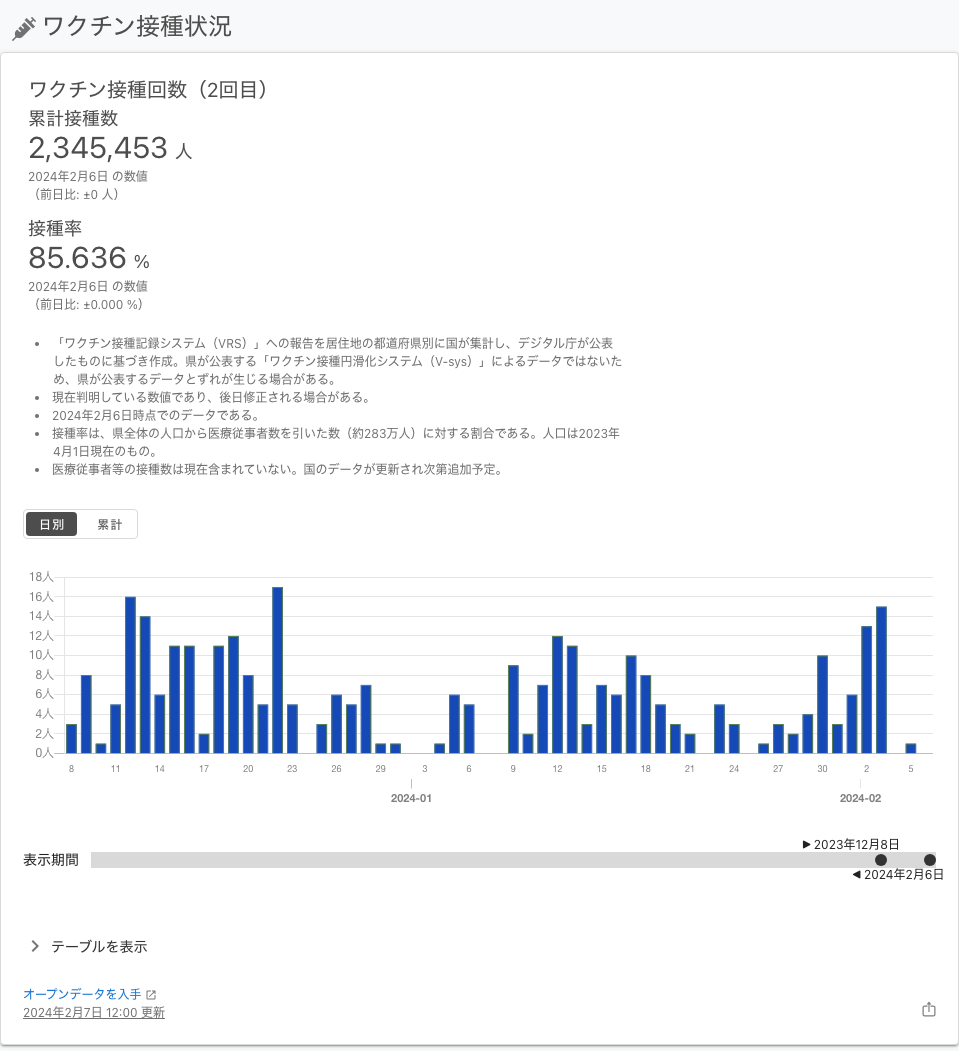 ワクチン接種状況
ワクチン接種回数（2回目）
累計接種数
2,345,453 人
2024年2月6日 の数値
（前日比: ±0 人）
接種率
85.636 %
2024年2月6日 の数値
（前日比: ±0.000 %）
• 「ワクチン接種記録システム（VRS）」への報告を居住地の都道府県別に国が集計し、デジタル庁が公表
したものに基づき作成。県が公表する「ワクチン接種円滑化システム（V-sys）」によるデータではないた
め、県が公表するデータとずれが生じる場合がある。
• 現在判明している数値であり、後日修正される場合がある。
• 2024年2月6日時点でのデータである。
• 接種率は、県全体の人口から医療従事者数を引いた数（約283万人）に対する割合である。人口は2023年
4月1日現在のもの。
• 医療従事者等の接種数は現在含まれていない。国のデータが更新され次第追加予定。
日別 累計
18人
16人
14人
12人
10人
8人
6人
4人
2人
0人
8 11 14 17 20 23 26 29 3 6 9 12 15 18 21 24 27 30 2 5
2024-01 2024-02
▶ 2023年12月8日
表示期間
◀ 2024年2月6日
テーブルを表示
オープンデータを入手
2024年2月7日 12:00 更新